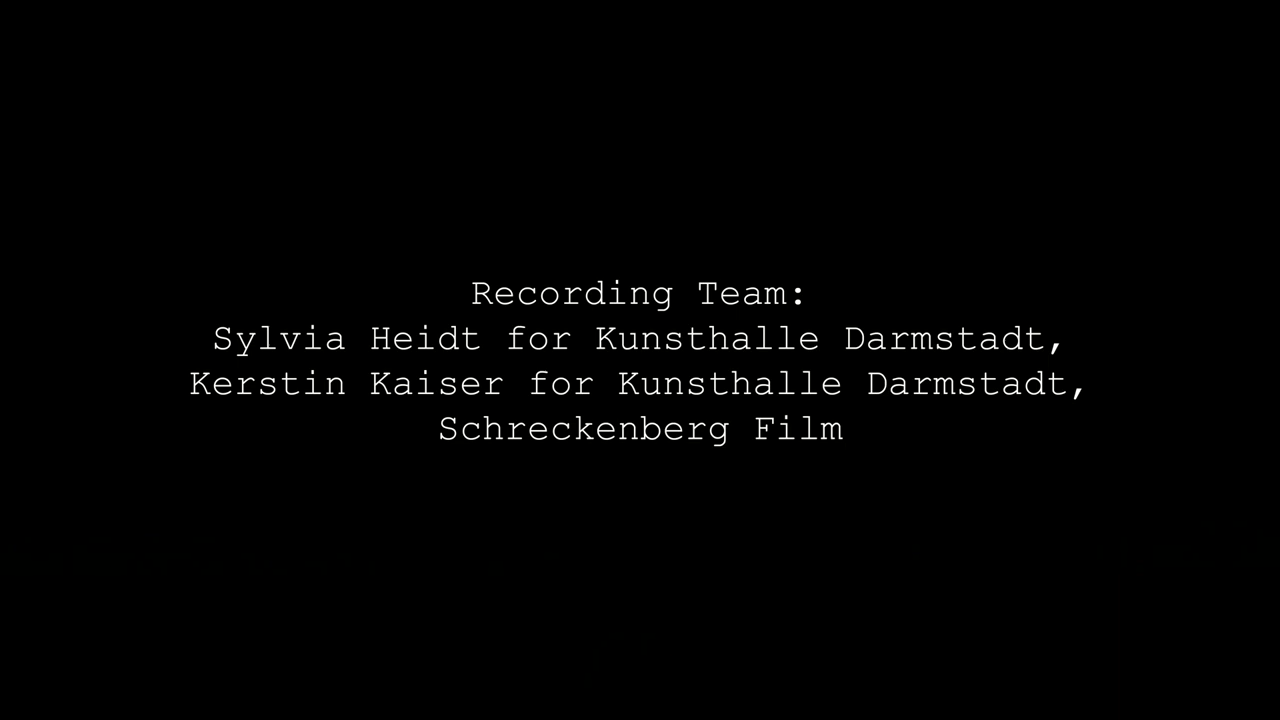 Recording Team:
Sylvia Heidt for Kunsthalle Darmstadt,
Kerstin Kaiser for Kunsthalle Darmstadt,
Schreckenberg Film